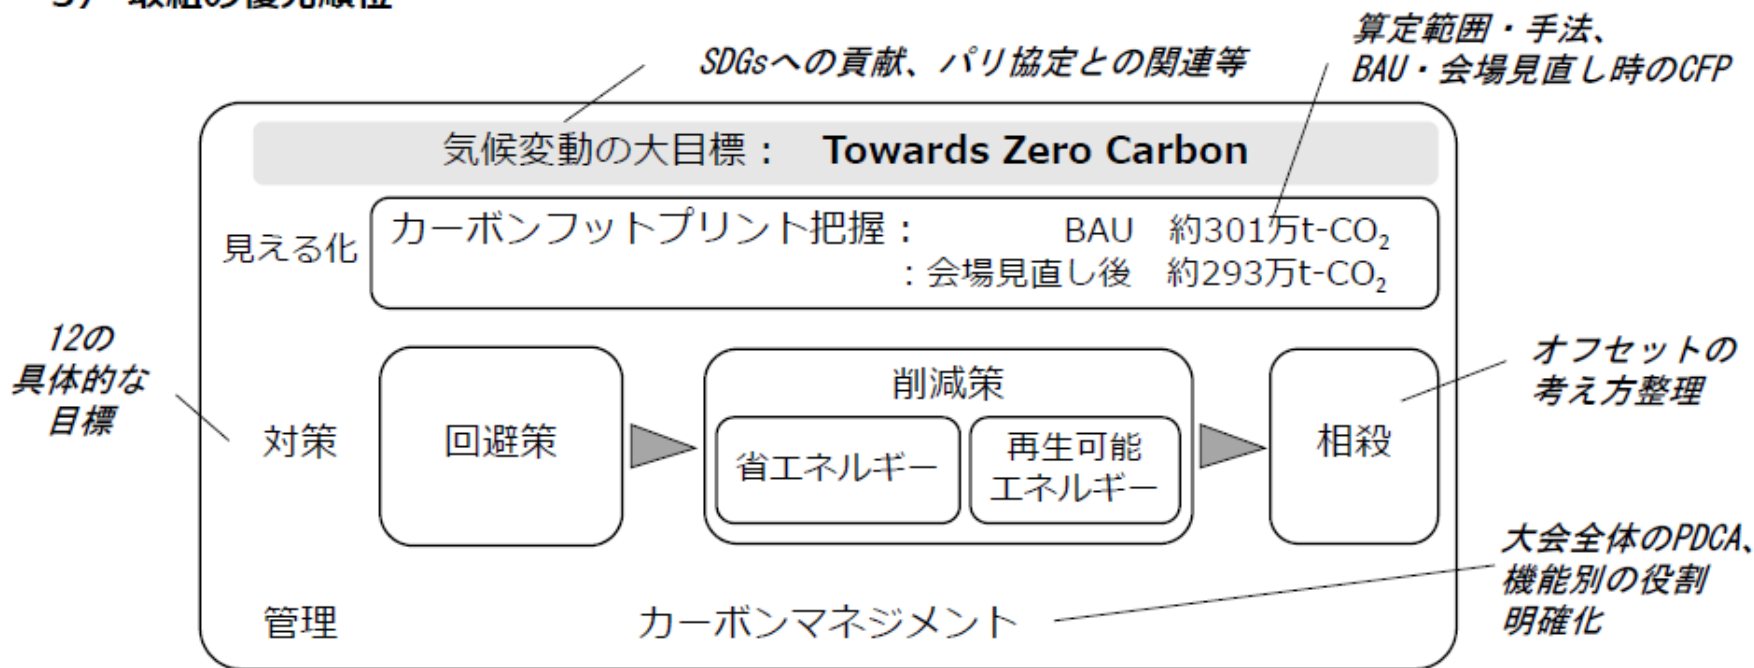 3) 取組の優先順位
算定範囲・手法、
BAU・会場見直し時のCFP
SDGsへの貢献、パリ協定との関連等
気候変動の大目標： Towards Zero Carbon
見える化
カーボンフットプリント把握： BAU 約301万t-CO₂
：会場見直し後 約293万t-CO₂
12の
具体的な
目標
対策
回避策
削減策
省エネルギー
再生可能
エネルギー
相殺
オフセットの
考え方整理
管理
カーボンマネジメント
大会全体のPDCA、
機能別の役割
明確化